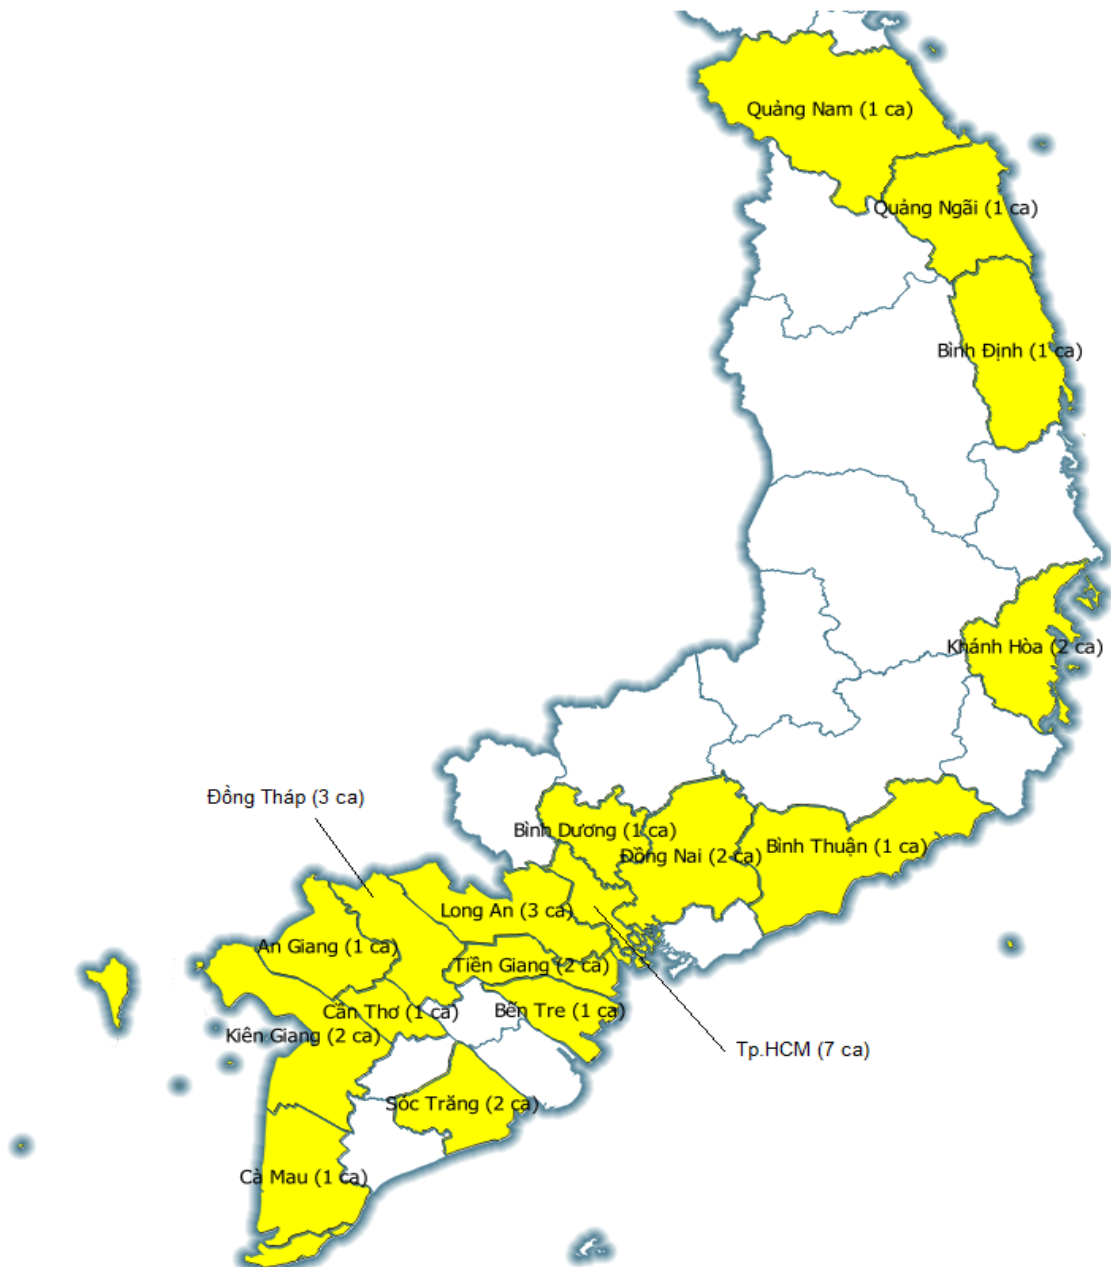 Quảng Nam (1 ca)
Quảng Ngãi (1 ca)
Bình Định (1 ca)
Khánh Hòa (2 ca)
Đồng Tháp (3 ca)
Bình Dương (1 ca)
Đồng Nai (2 ca)
Bình Thuận (1 ca)
Long An (3 ca)
An Giang (1 ca)
Tiền Giang (2 ca)
Cần Thơ (1 ca)
Bến Tre (1 ca)
Kiên Giang (2 ca)
Tp.HCM (7 ca)
Sóc Trăng (2 ca)
Cà Mau (1 ca)